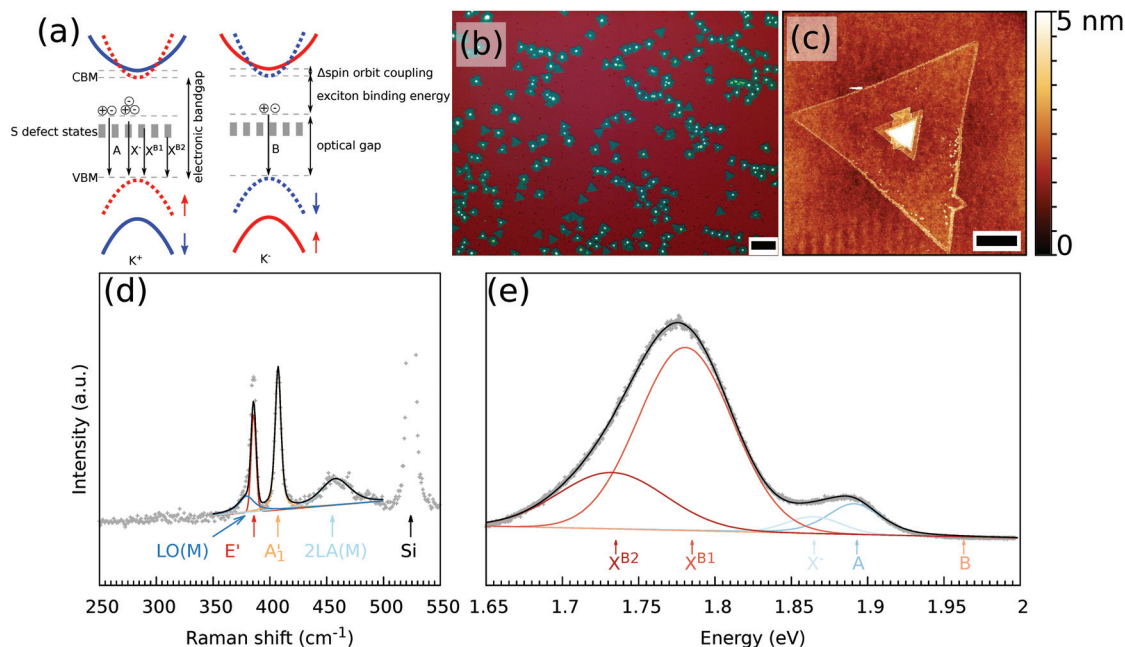 (a)
CBM
S defect states
VBM
A
X⁻
Xᴮ¹
Xᴮ²
electronic bandgap
K⁺
B
K⁻
Δspin orbit coupling
exciton binding energy
optical gap
(b)
(c)
5 nm
0
(d)
Intensity (a.u.)
LO(M)
E'
A'₁
2LA(M)
Si
250 300 350 400 450 500 550
Raman shift (cm⁻¹)
(e)
Xᴮ²
Xᴮ¹
X⁻
A
B
1.65 1.7 1.75 1.8 1.85 1.9 1.95 2
Energy (eV)